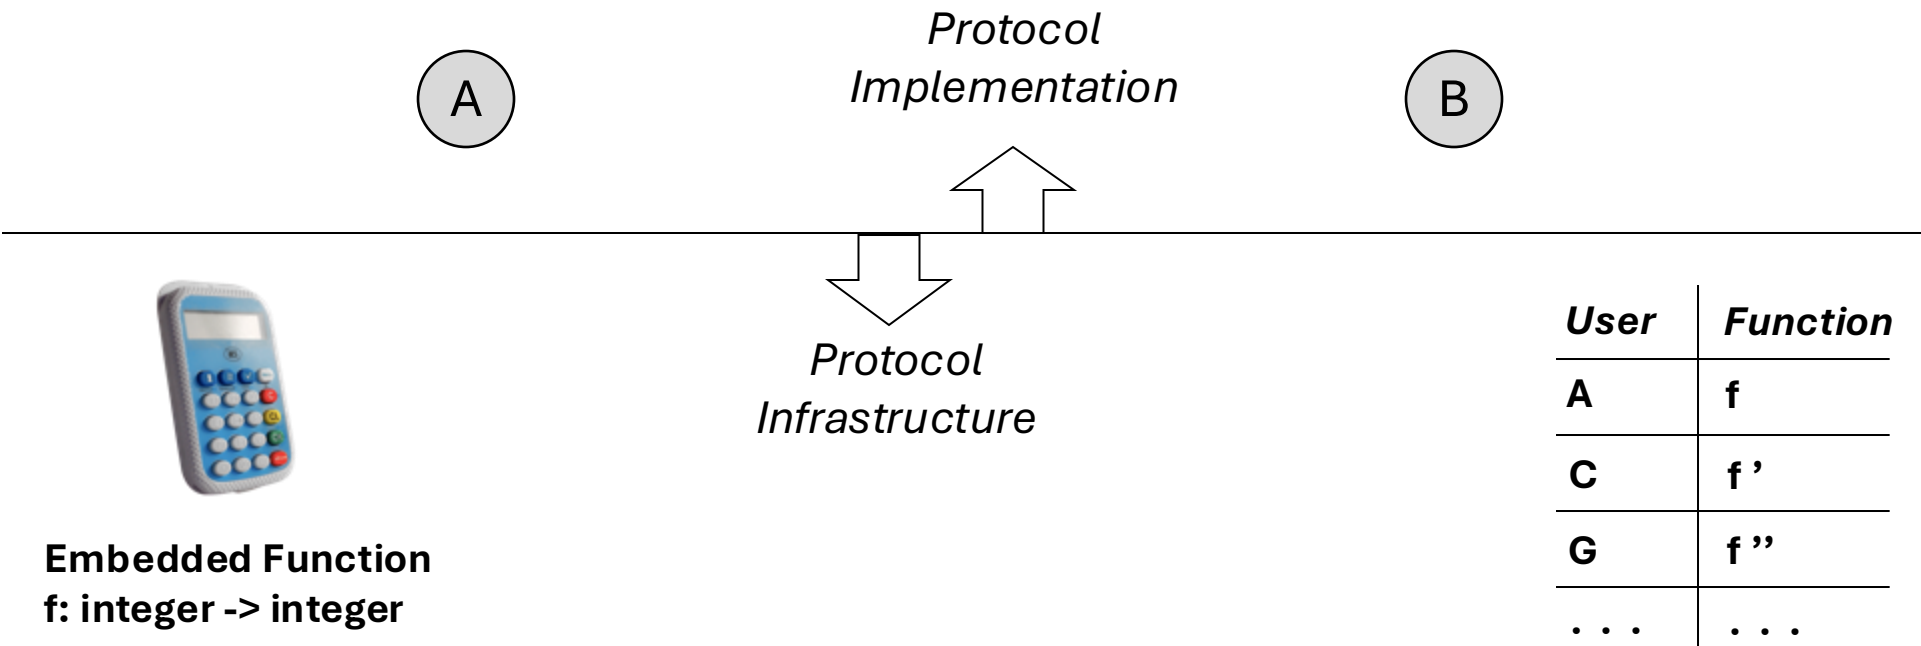 Protocol
Implementation
A
B
Protocol
Infrastructure
Embedded Function
f: integer -> integer
User Function
A f
C f ’
G f ’’
. . . . . .